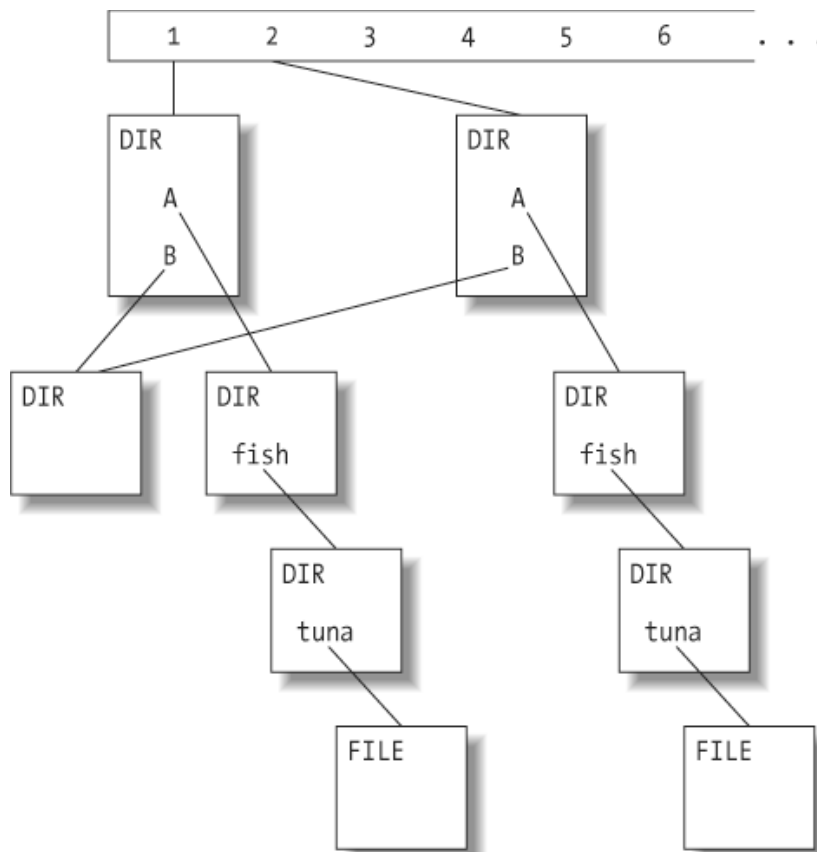 1 2 3 4 5 6 . . .
DIR DIR
A A
B B
DIR DIR DIR
fish fish
DIR DIR
tuna tuna
FILE FILE